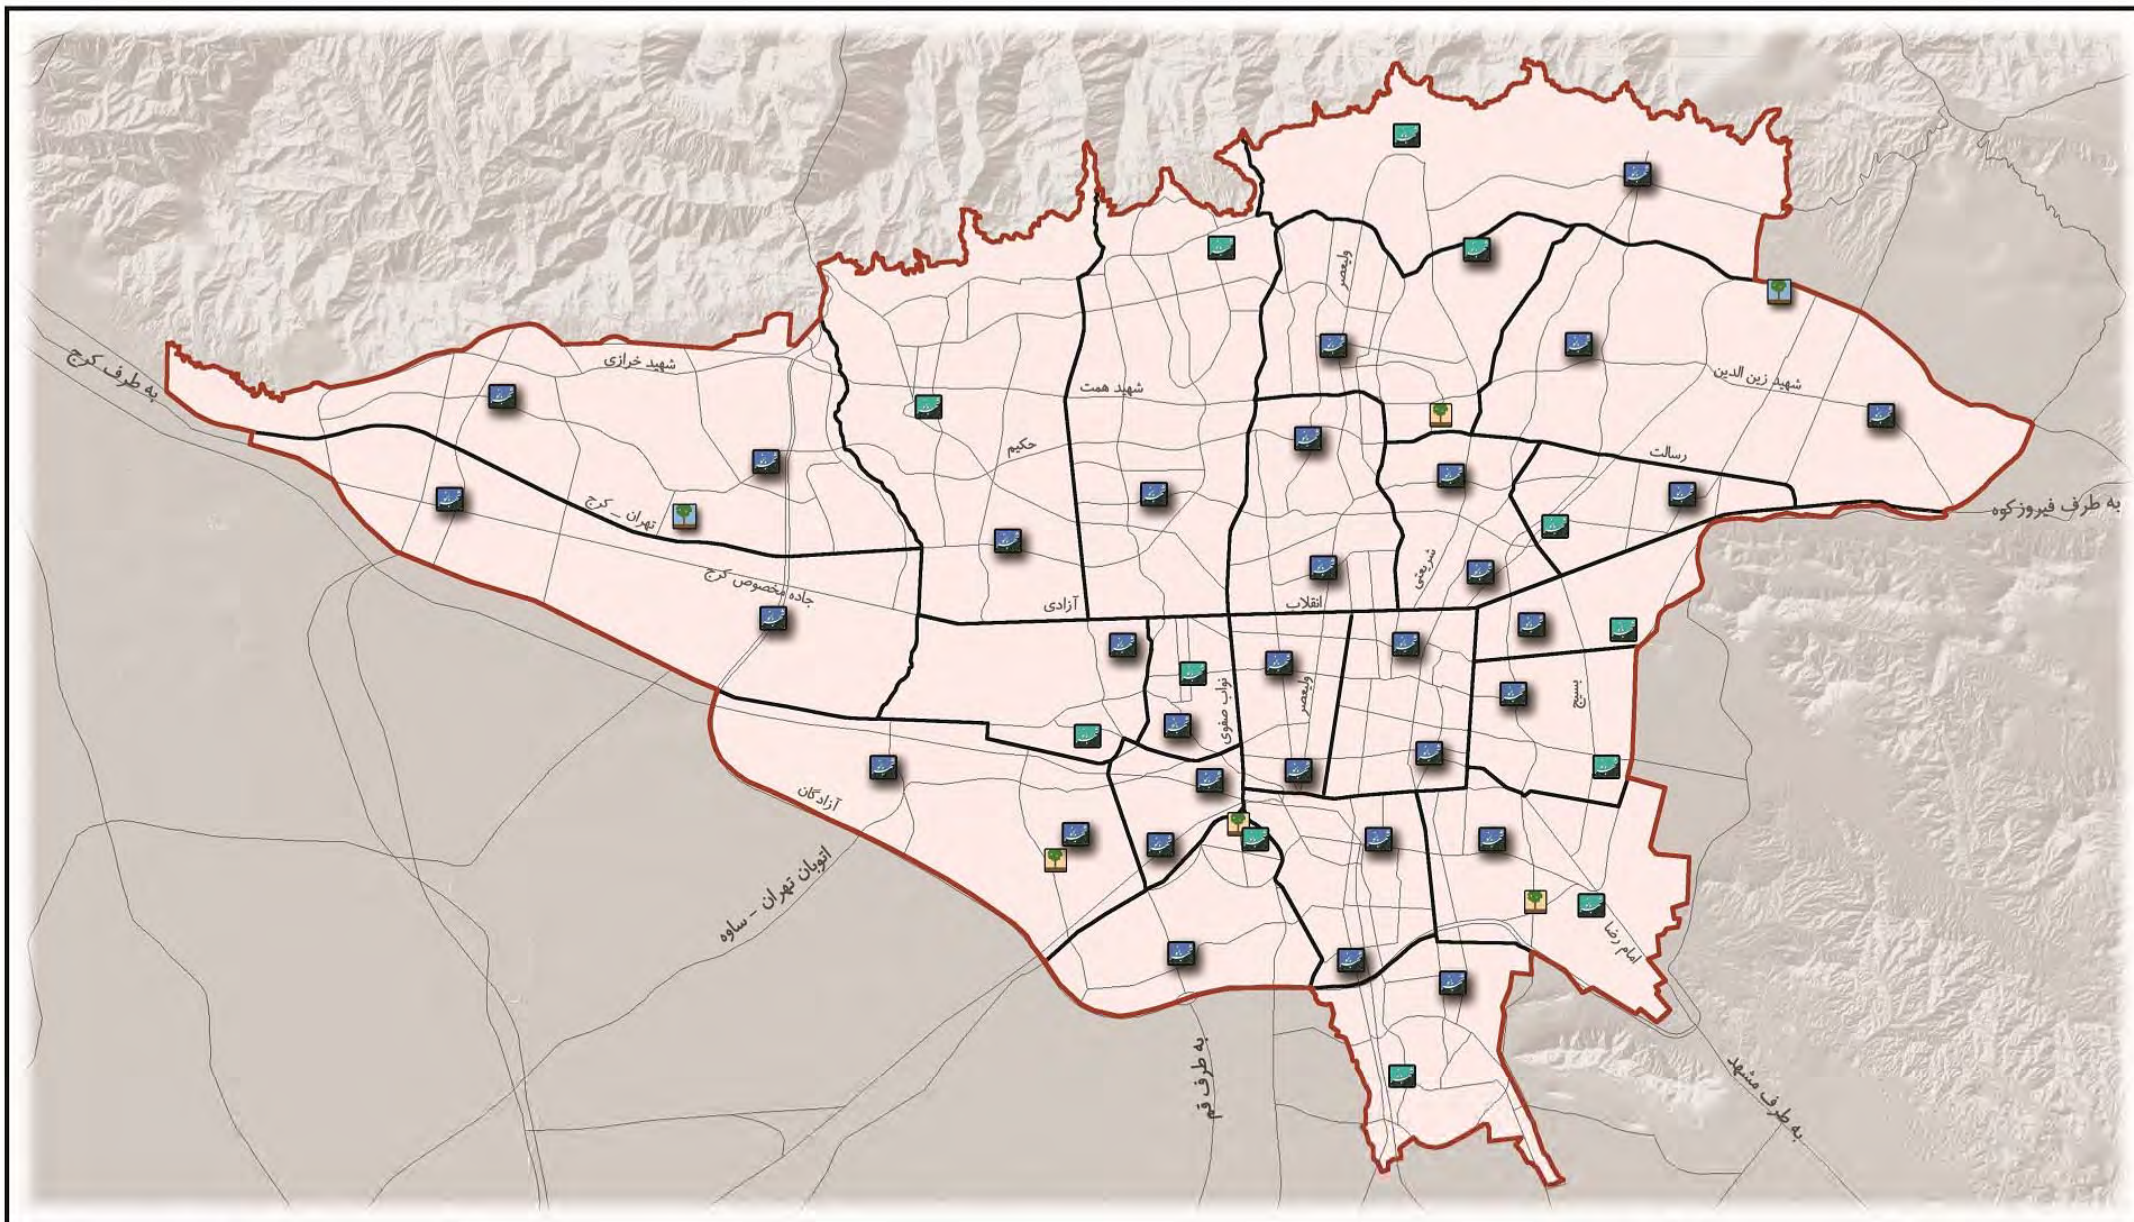 ولیعصر
به طرف کرج
شهید خرازی
شهید همت
شهید زین الدین
حکیم
رسالت
تهران - کرج
به طرف فیروزکوه
جاده مخصوص کرج
شریعتی
آزادی
انقلاب
نواب صفوی
ولیعصر
بسیج
آزادگان
اتوبان تهران - ساوه
امام رضا
به طرف قم
به طرف مشهد